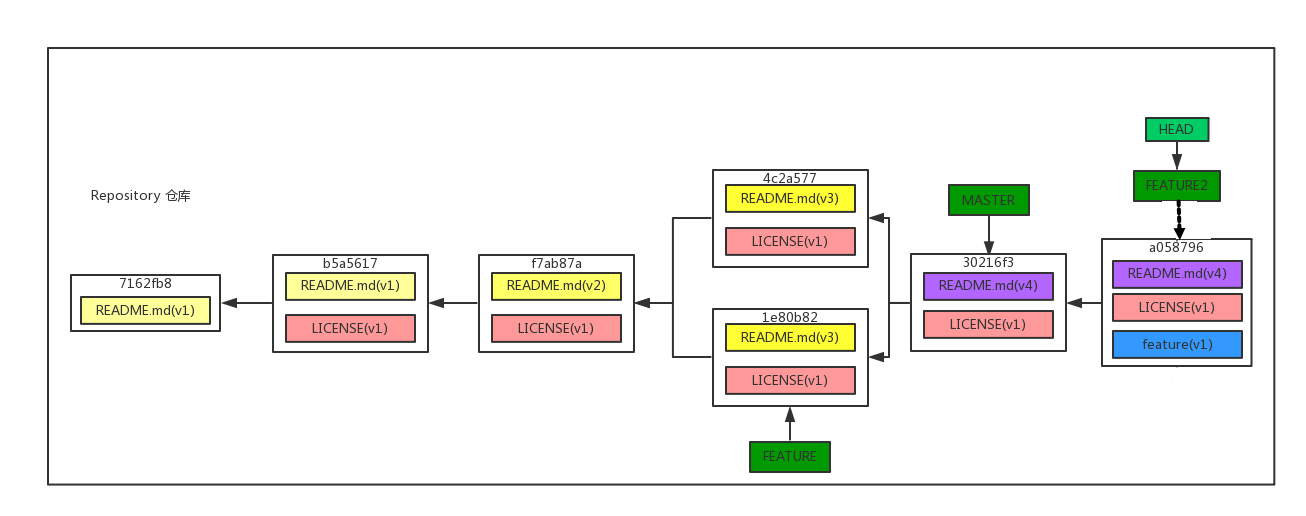 Repository 仓库
7162fb8
README.md(v1)
b5a5617
README.md(v1)
LICENSE(v1)
f7ab87a
README.md(v2)
LICENSE(v1)
4c2a577
README.md(v3)
LICENSE(v1)
1e80b82
README.md(v3)
LICENSE(v1)
FEATURE
MASTER
30216f3
README.md(v4)
LICENSE(v1)
HEAD
FEATURE2
a058796
README.md(v4)
LICENSE(v1)
feature(v1)